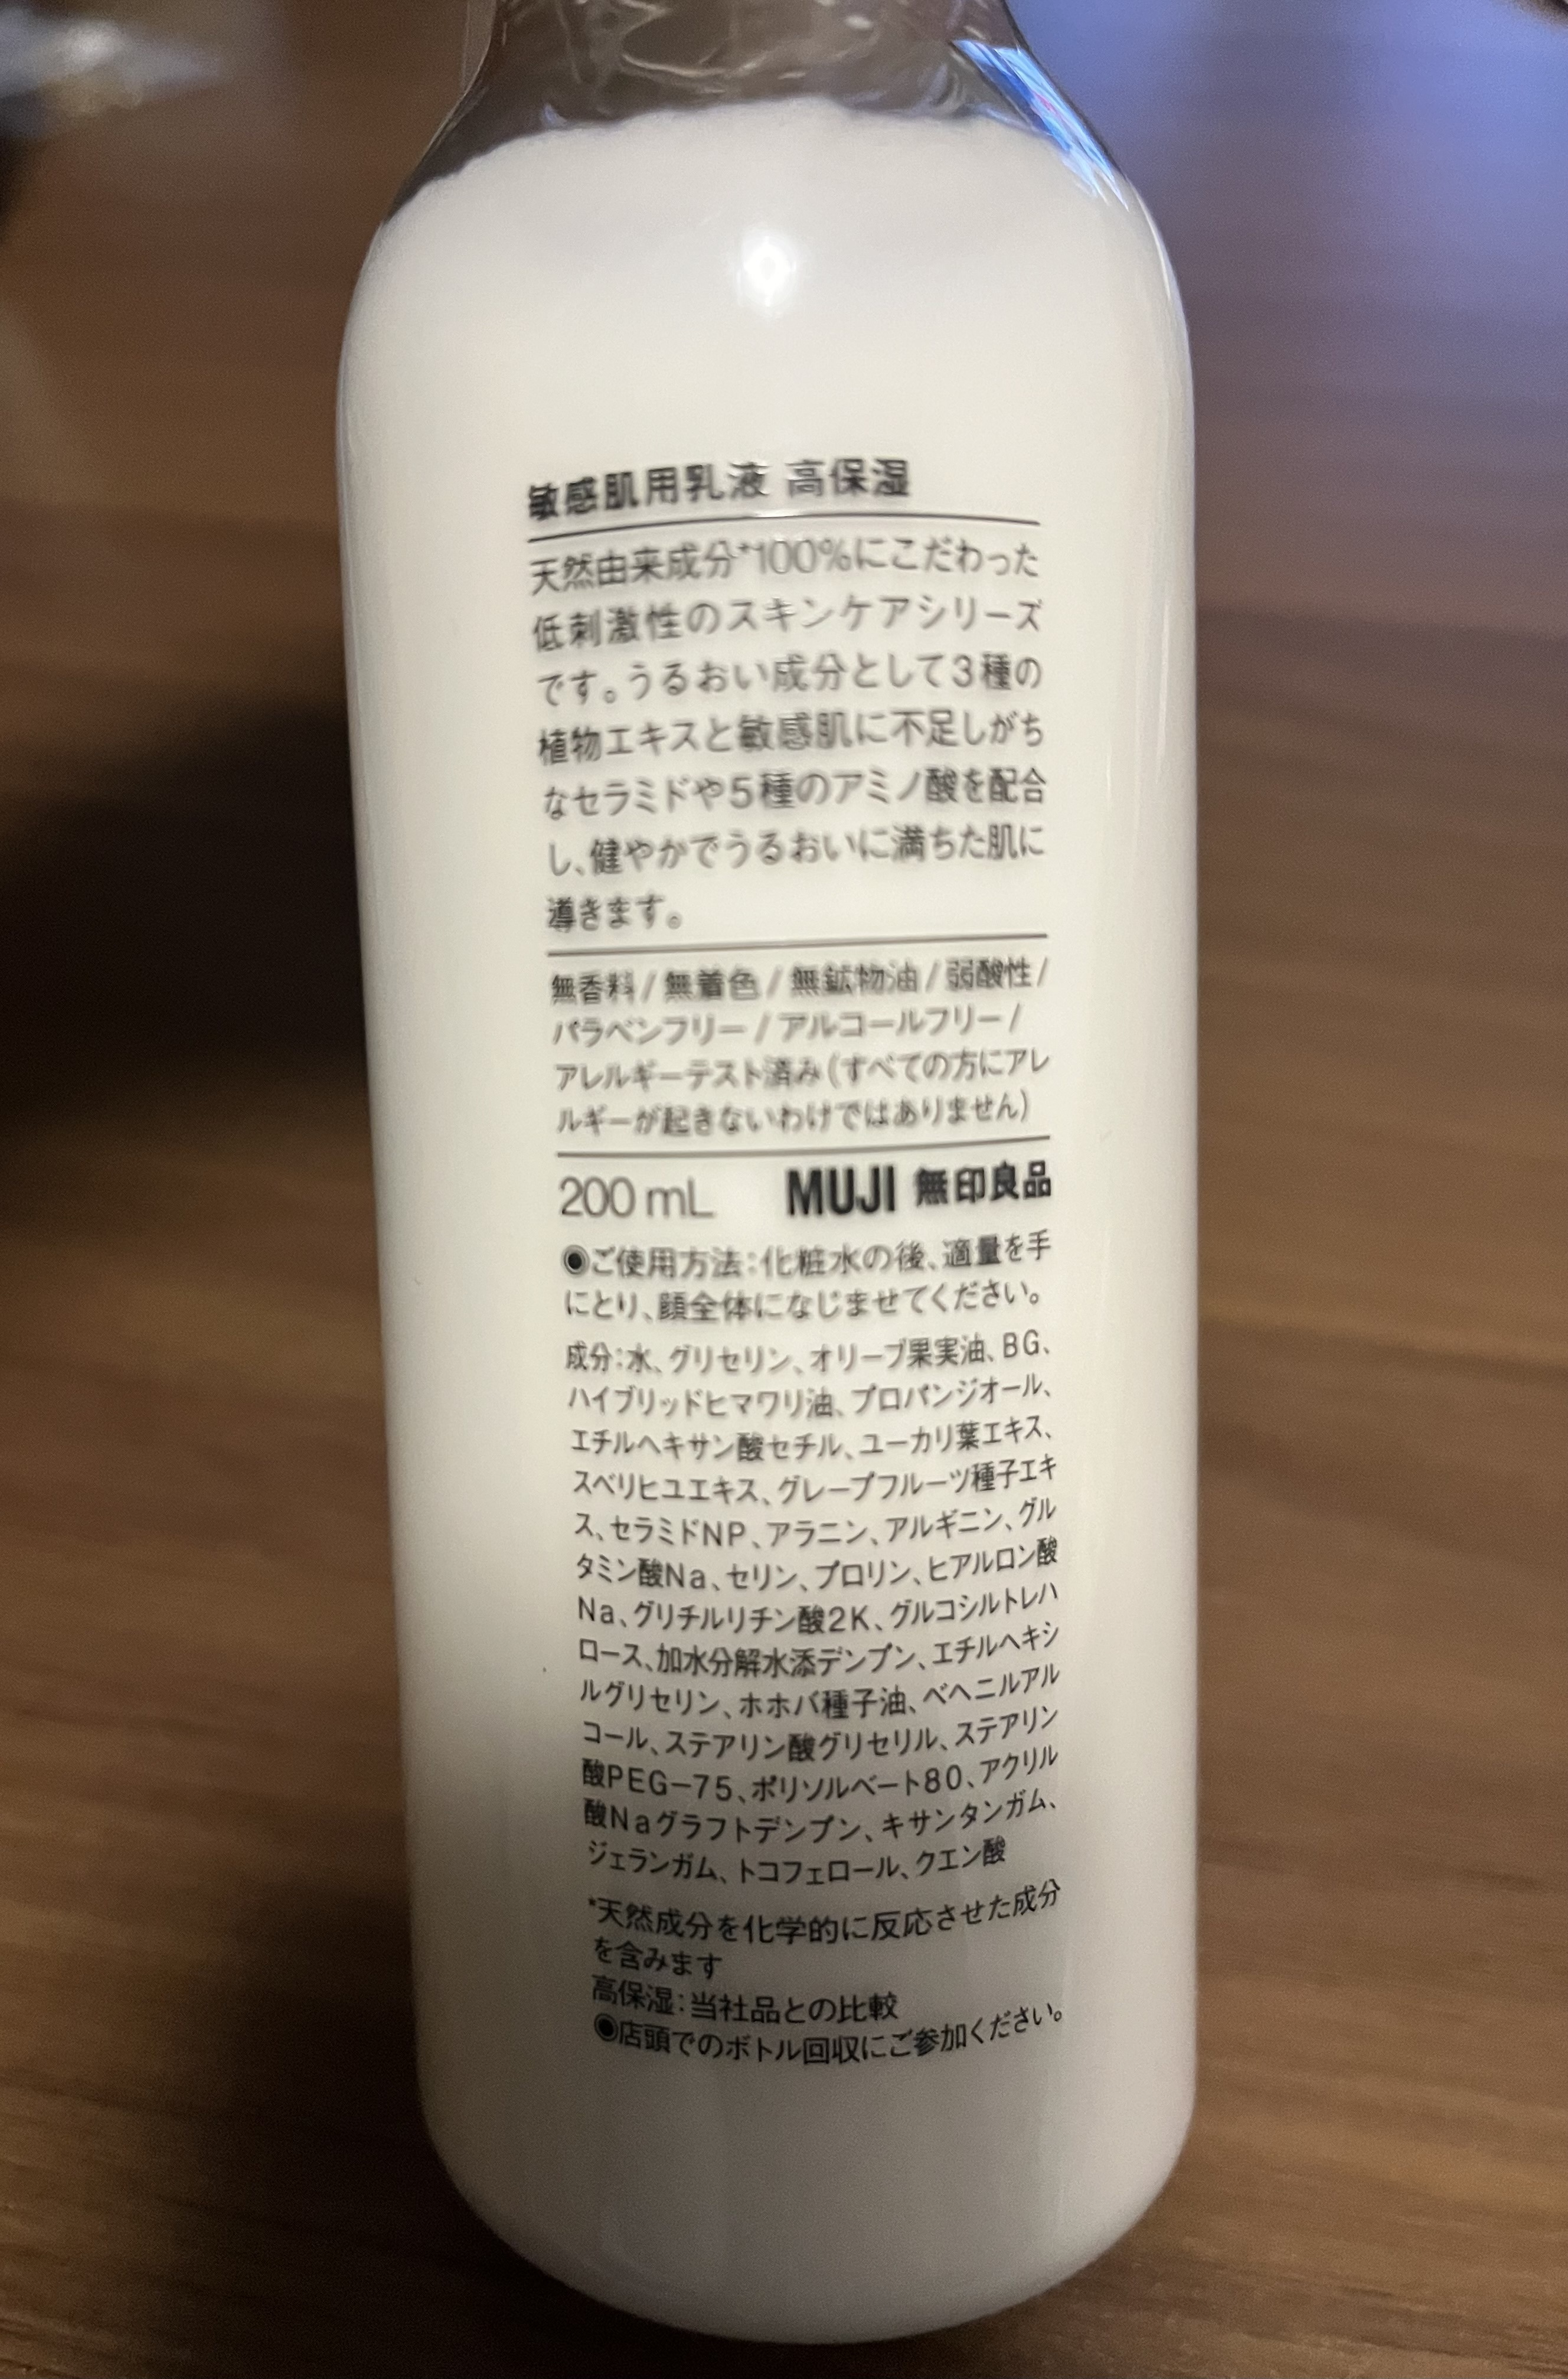 敏感肌用乳液 高保湿
天然由来成分*100%にこだわった
低刺激性のスキンケアシリーズ
です。うるおい成分として3種の
植物エキスと敏感肌に不足しがち
なセラミドや5種のアミノ酸を配合
し、健やかでうるおいに満ちた肌に
導きます。
無香料/無着色/無鉱物油/弱酸性/
パラベンフリー/アルコールフリー/
アレルギーテスト済み(すべての方にアレ
ルギーが起きないわけではありません)
200 mL MUJI 無印良品
◉ご使用方法:化粧水の後、適量を手
にとり、顔全体になじませてください。
成分:水、グリセリン、オリーブ果実油、BG、
ハイブリッドヒマワリ油、プロパンジオール、
エチルヘキサン酸セチル、ユーカリ葉エキス、
スベリヒユエキス、グレープフルーツ種子エキ
ス、セラミドNP、アラニン、アルギニン、グル
タミン酸Na、セリン、プロリン、ヒアルロン酸
Na、グリチルリチン酸2K、グルコシルトレハ
ロース、加水分解水添デンプン、エチルヘキシ
ルグリセリン、ホホバ種子油、ベヘニルアル
コール、ステアリン酸グリセリル、ステアリン
酸PEG-75、ポリソルベート80、アクリル
酸Naグラフトデンプン、キサンタンガム、
ジェランガム、トコフェロール、クエン酸
*天然成分を化学的に反応させた成分
を含みます
高保湿:当社品との比較
◉店頭でのボトル回収にご参加ください。